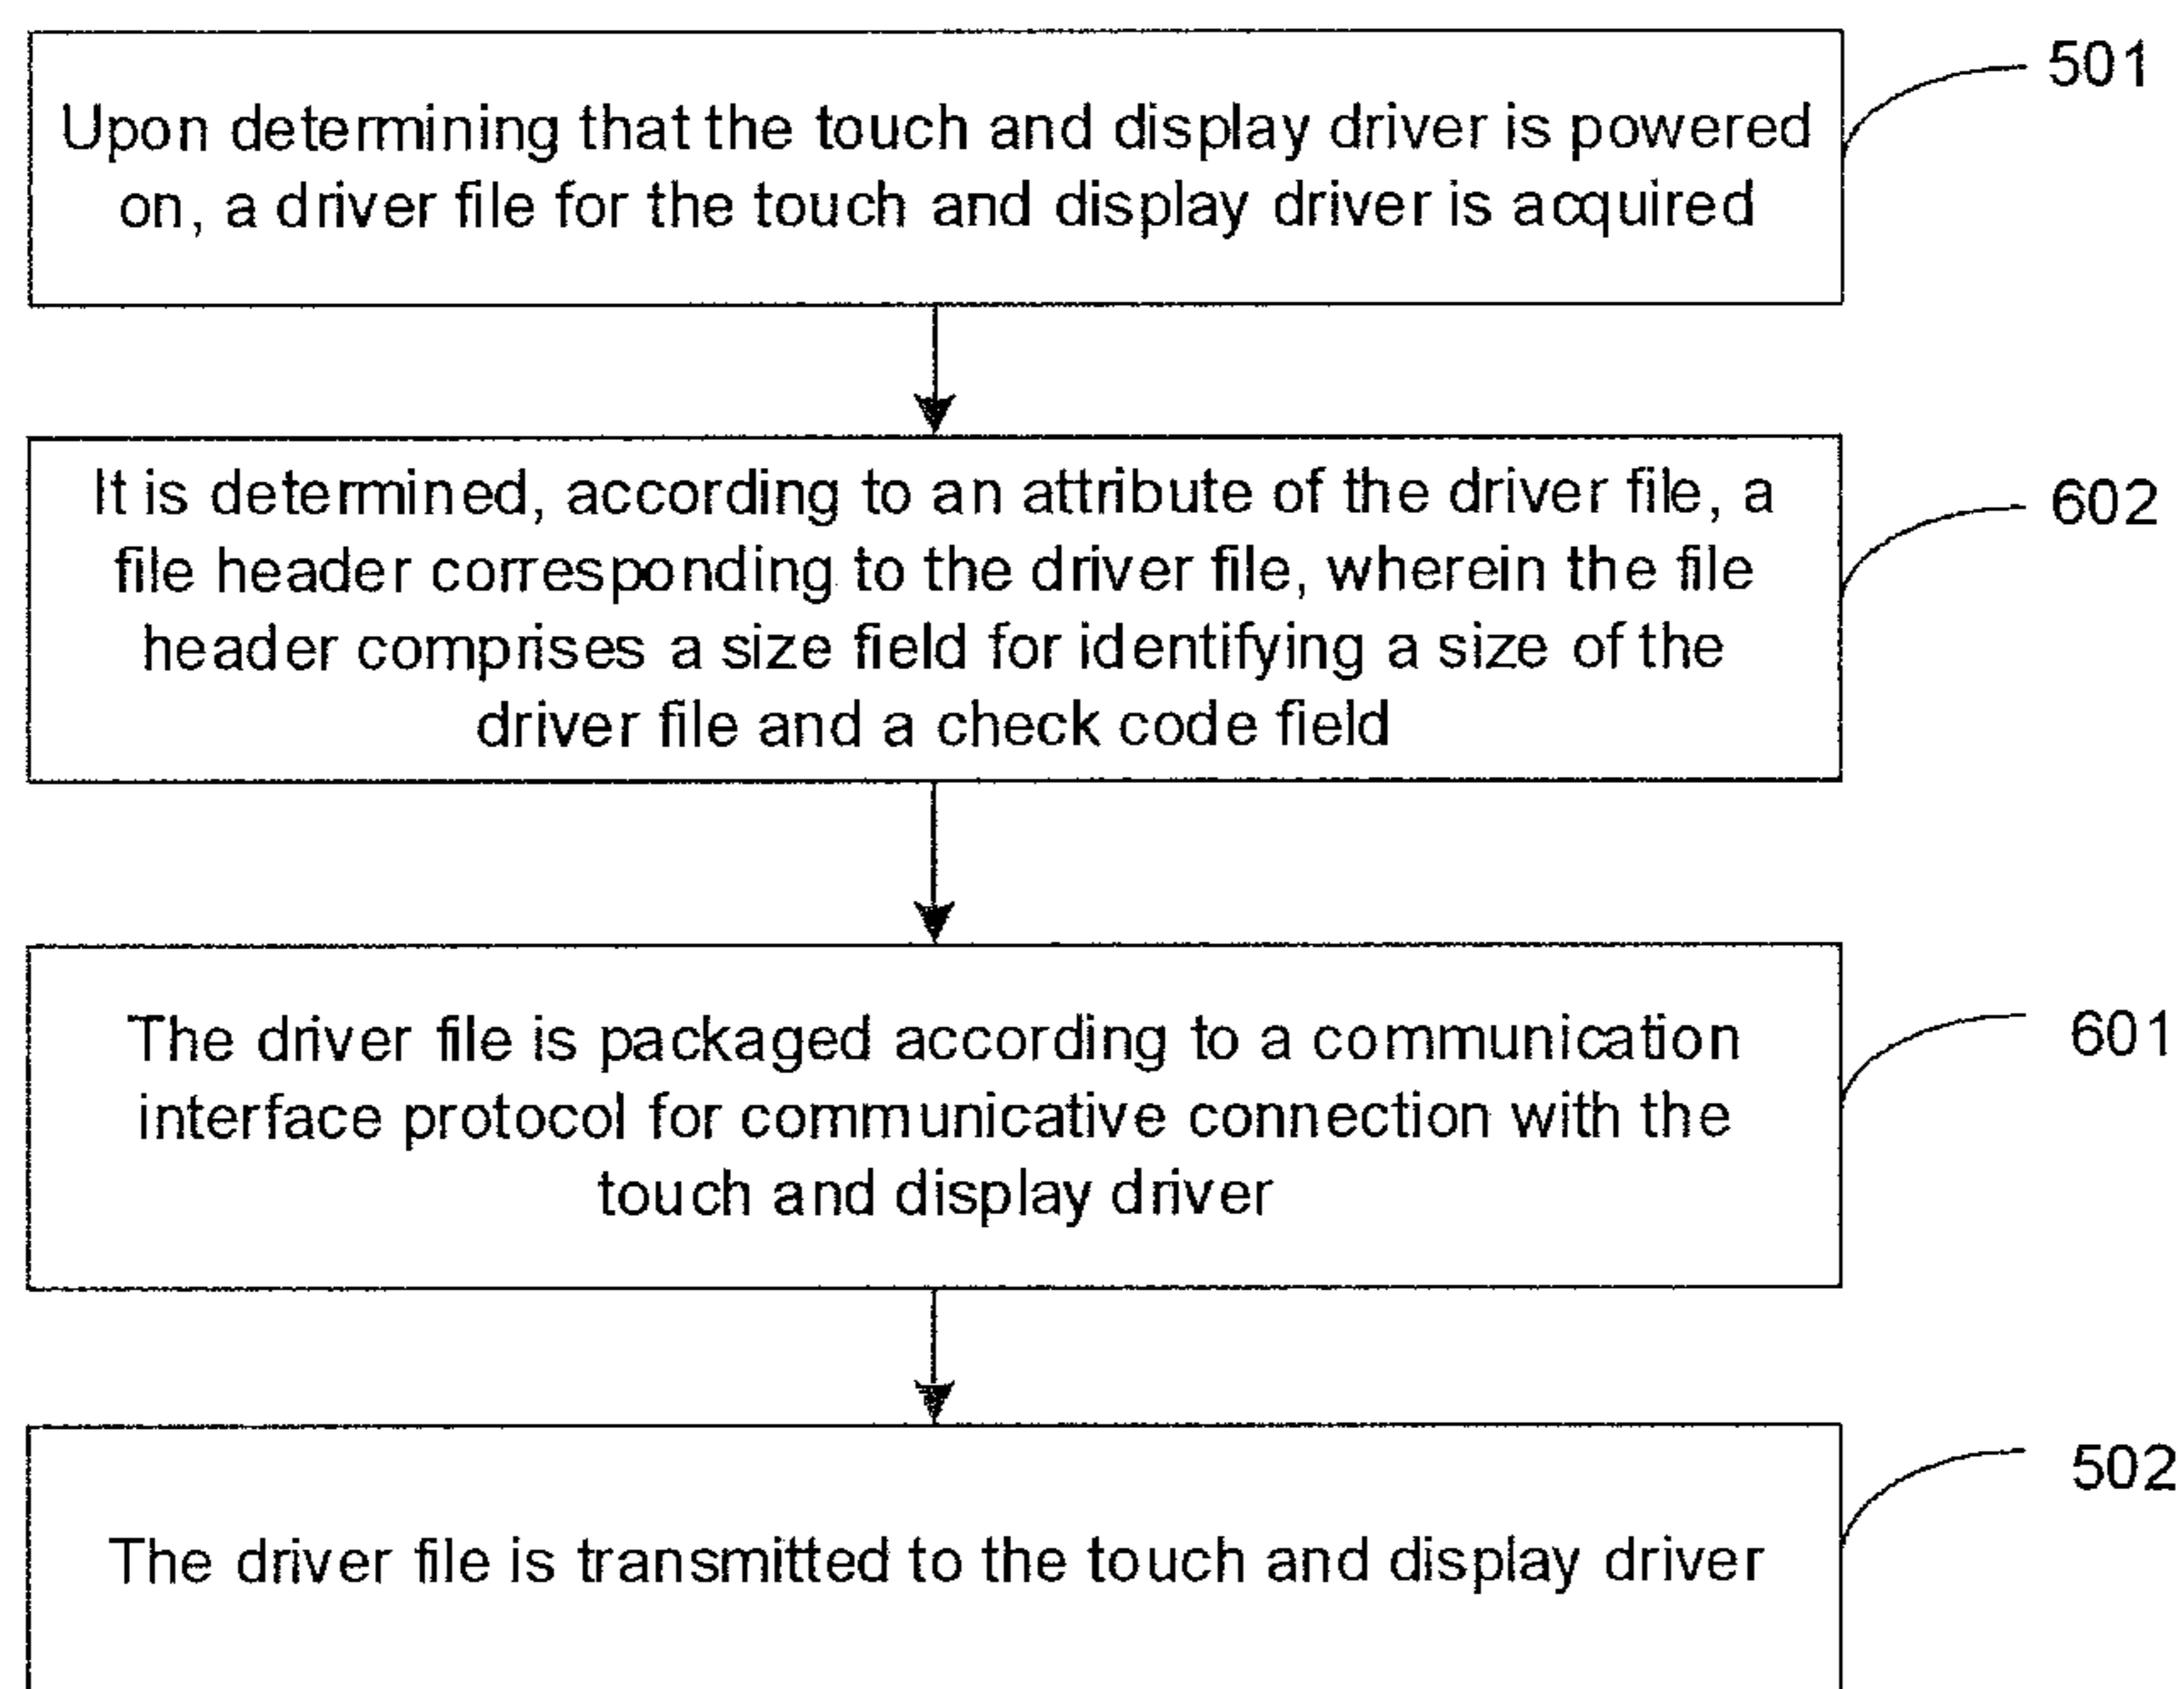 501
Upon determining that the touch and display driver is powered
on, a driver file for the touch and display driver is acquired
602
It is determined, according to an attribute of the driver file, a
file header corresponding to the driver file, wherein the file
header comprises a size field for identifying a size of the
driver file and a check code field
601
The driver file is packaged according to a communication
interface protocol for communicative connection with the
touch and display driver
502
The driver file is transmitted to the touch and display driver